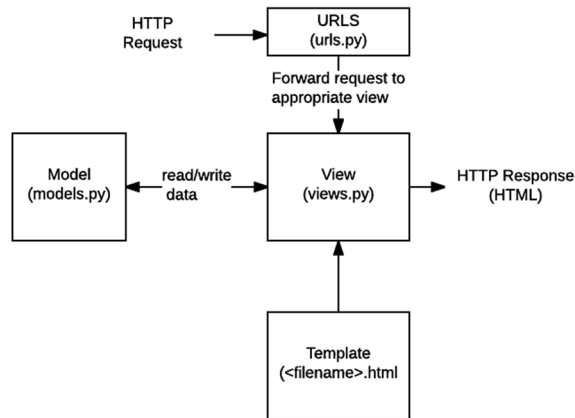 HTTP
Request
URLS
(urls.py)
Forward request to
appropriate view
Model
(models.py)
read/write
data
View
(views.py)
HTTP Response
(HTML)
Template
(<filename>.html